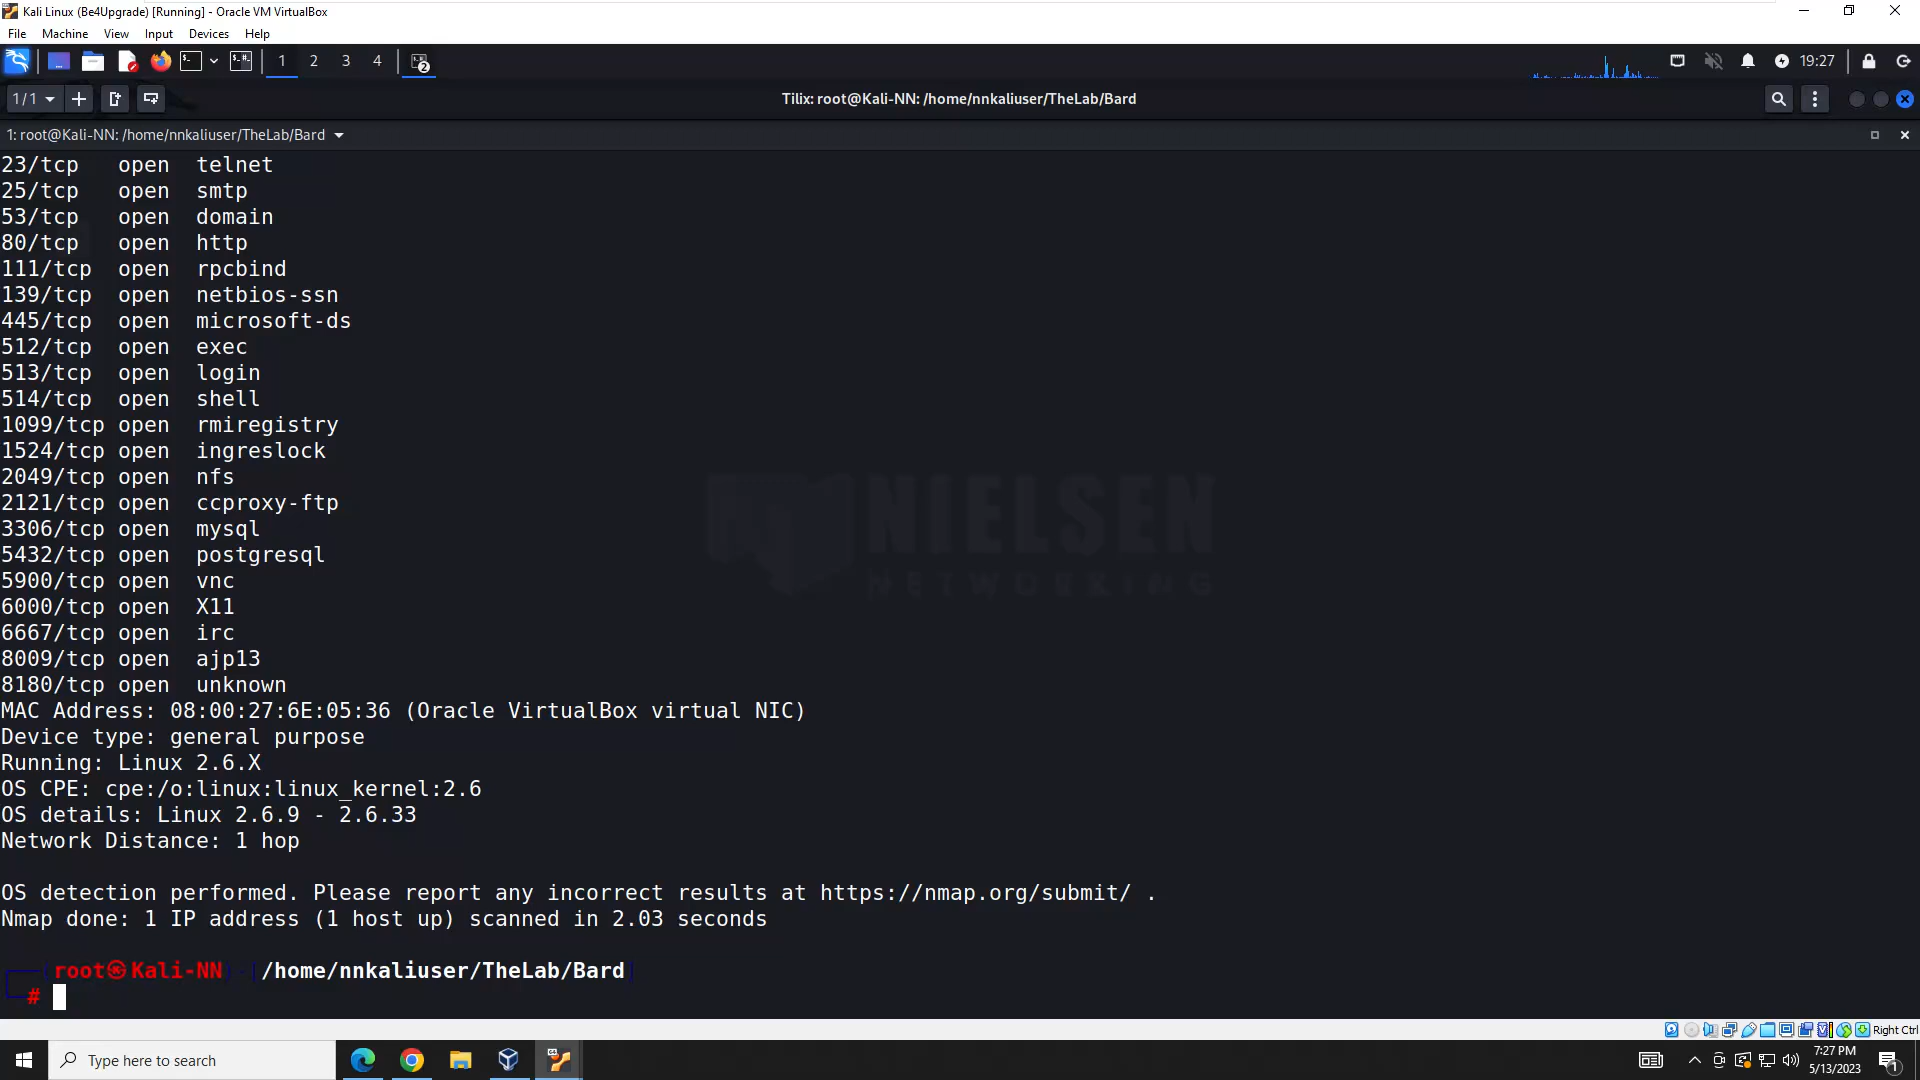 Kali Linux (Be4Upgrade) [Running] - Oracle VM VirtualBox
File Machine View Input Devices Help
1 2 3 4 2 19:27
1/1 Tilix: root@Kali-NN: /home/nnkaliuser/TheLab/Bard
1: root@Kali-NN: /home/nnkaliuser/TheLab/Bard
23/tcp open telnet
25/tcp open smtp
53/tcp open domain
80/tcp open http
111/tcp open rpcbind
139/tcp open netbios-ssn
445/tcp open microsoft-ds
512/tcp open exec
513/tcp open login
514/tcp open shell
1099/tcp open rmiregistry
1524/tcp open ingreslock
2049/tcp open nfs
2121/tcp open ccproxy-ftp
3306/tcp open mysql
5432/tcp open postgresql
5900/tcp open vnc
6000/tcp open X11
6667/tcp open irc
8009/tcp open ajp13
8180/tcp open unknown
MAC Address: 08:00:27:6E:05:36 (Oracle VirtualBox virtual NIC)
Device type: general purpose
Running: Linux 2.6.X
OS CPE: cpe:/o:linux:linux_kernel:2.6
OS details: Linux 2.6.9 - 2.6.33
Network Distance: 1 hop
OS detection performed. Please report any incorrect results at https://nmap.org/submit/ .
Nmap done: 1 IP address (1 host up) scanned in 2.03 seconds
(root㉿Kali-NN)-[/home/nnkaliuser/TheLab/Bard]
#
NIELSEN
NETWORKING
Right Ctrl
Type here to search
7:27 PM
5/13/2023
1